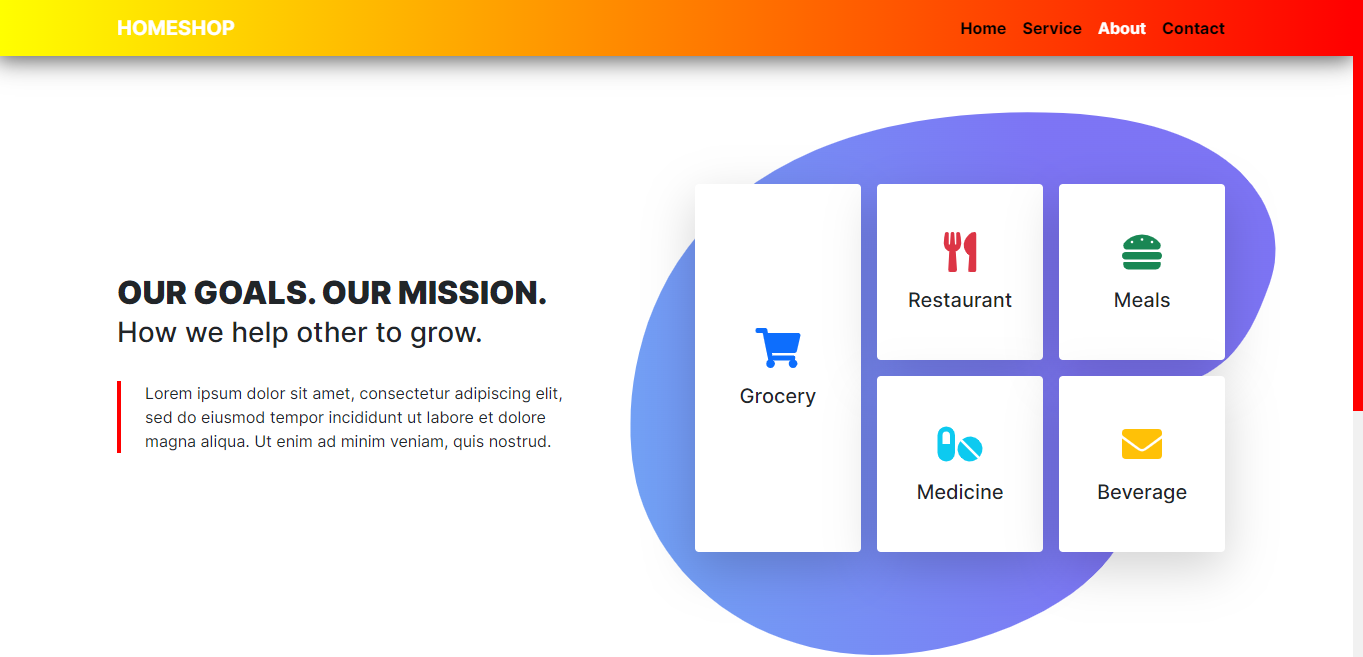 HOMESHOP
Home Service About Contact
OUR GOALS. OUR MISSION.
How we help other to grow.
Lorem ipsum dolor sit amet, consectetur adipiscing elit,
sed do eiusmod tempor incididunt ut labore et dolore
magna aliqua. Ut enim ad minim veniam, quis nostrud.
Grocery
Restaurant
Meals
Medicine
Beverage